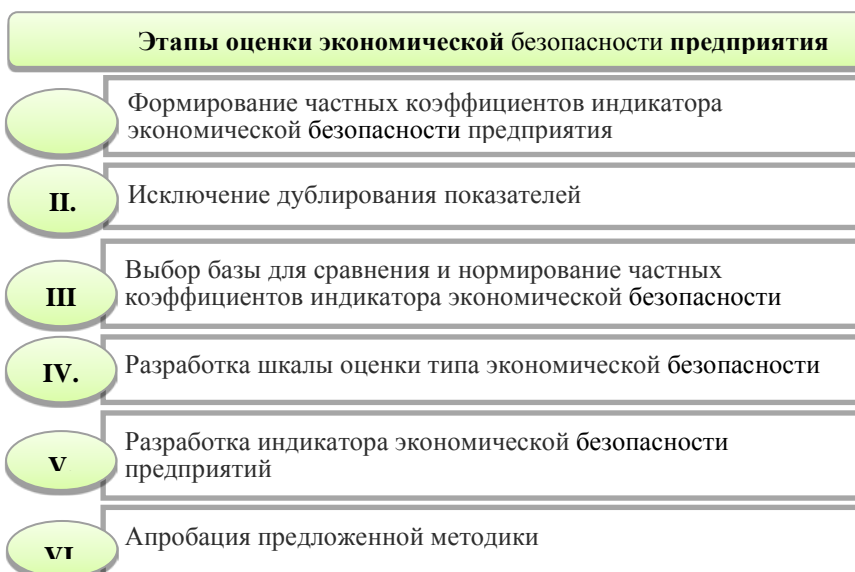 Этапы оценки экономической безопасности предприятия
Формирование частных коэффициентов индикатора
экономической безопасности предприятия
II.
Исключение дублирования показателей
Выбор базы для сравнения и нормирование частных
III
коэффициентов индикатора экономической безопасности
IV.
Разработка шкалы оценки типа экономической безопасности
Разработка индикатора экономической безопасности
V
предприятий
Апробация предложенной методики
VI